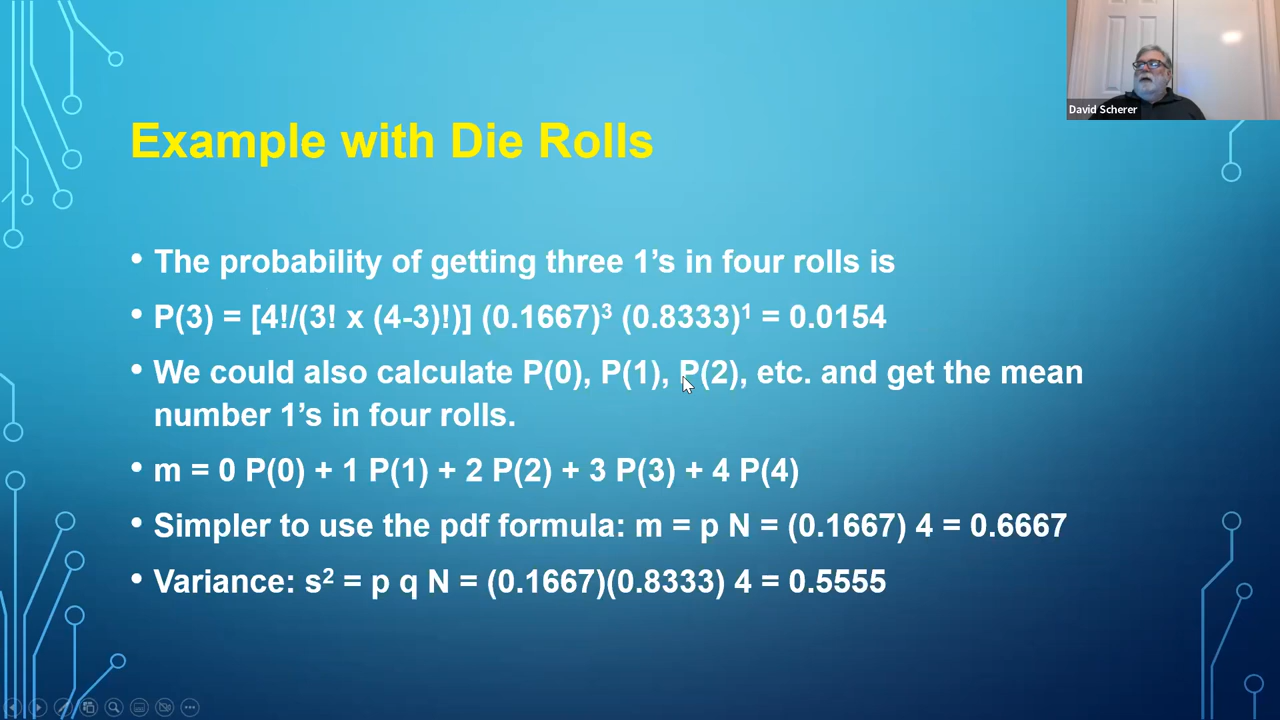 David Scherer
Example with Die Rolls
• The probability of getting three 1’s in four rolls is
• P(3) = [4!/(3! x (4-3)!)] (0.1667)³ (0.8333)¹ = 0.0154
• We could also calculate P(0), P(1), P(2), etc. and get the mean
number 1’s in four rolls.
• m = 0 P(0) + 1 P(1) + 2 P(2) + 3 P(3) + 4 P(4)
• Simpler to use the pdf formula: m = p N = (0.1667) 4 = 0.6667
• Variance: s² = p q N = (0.1667)(0.8333) 4 = 0.5555